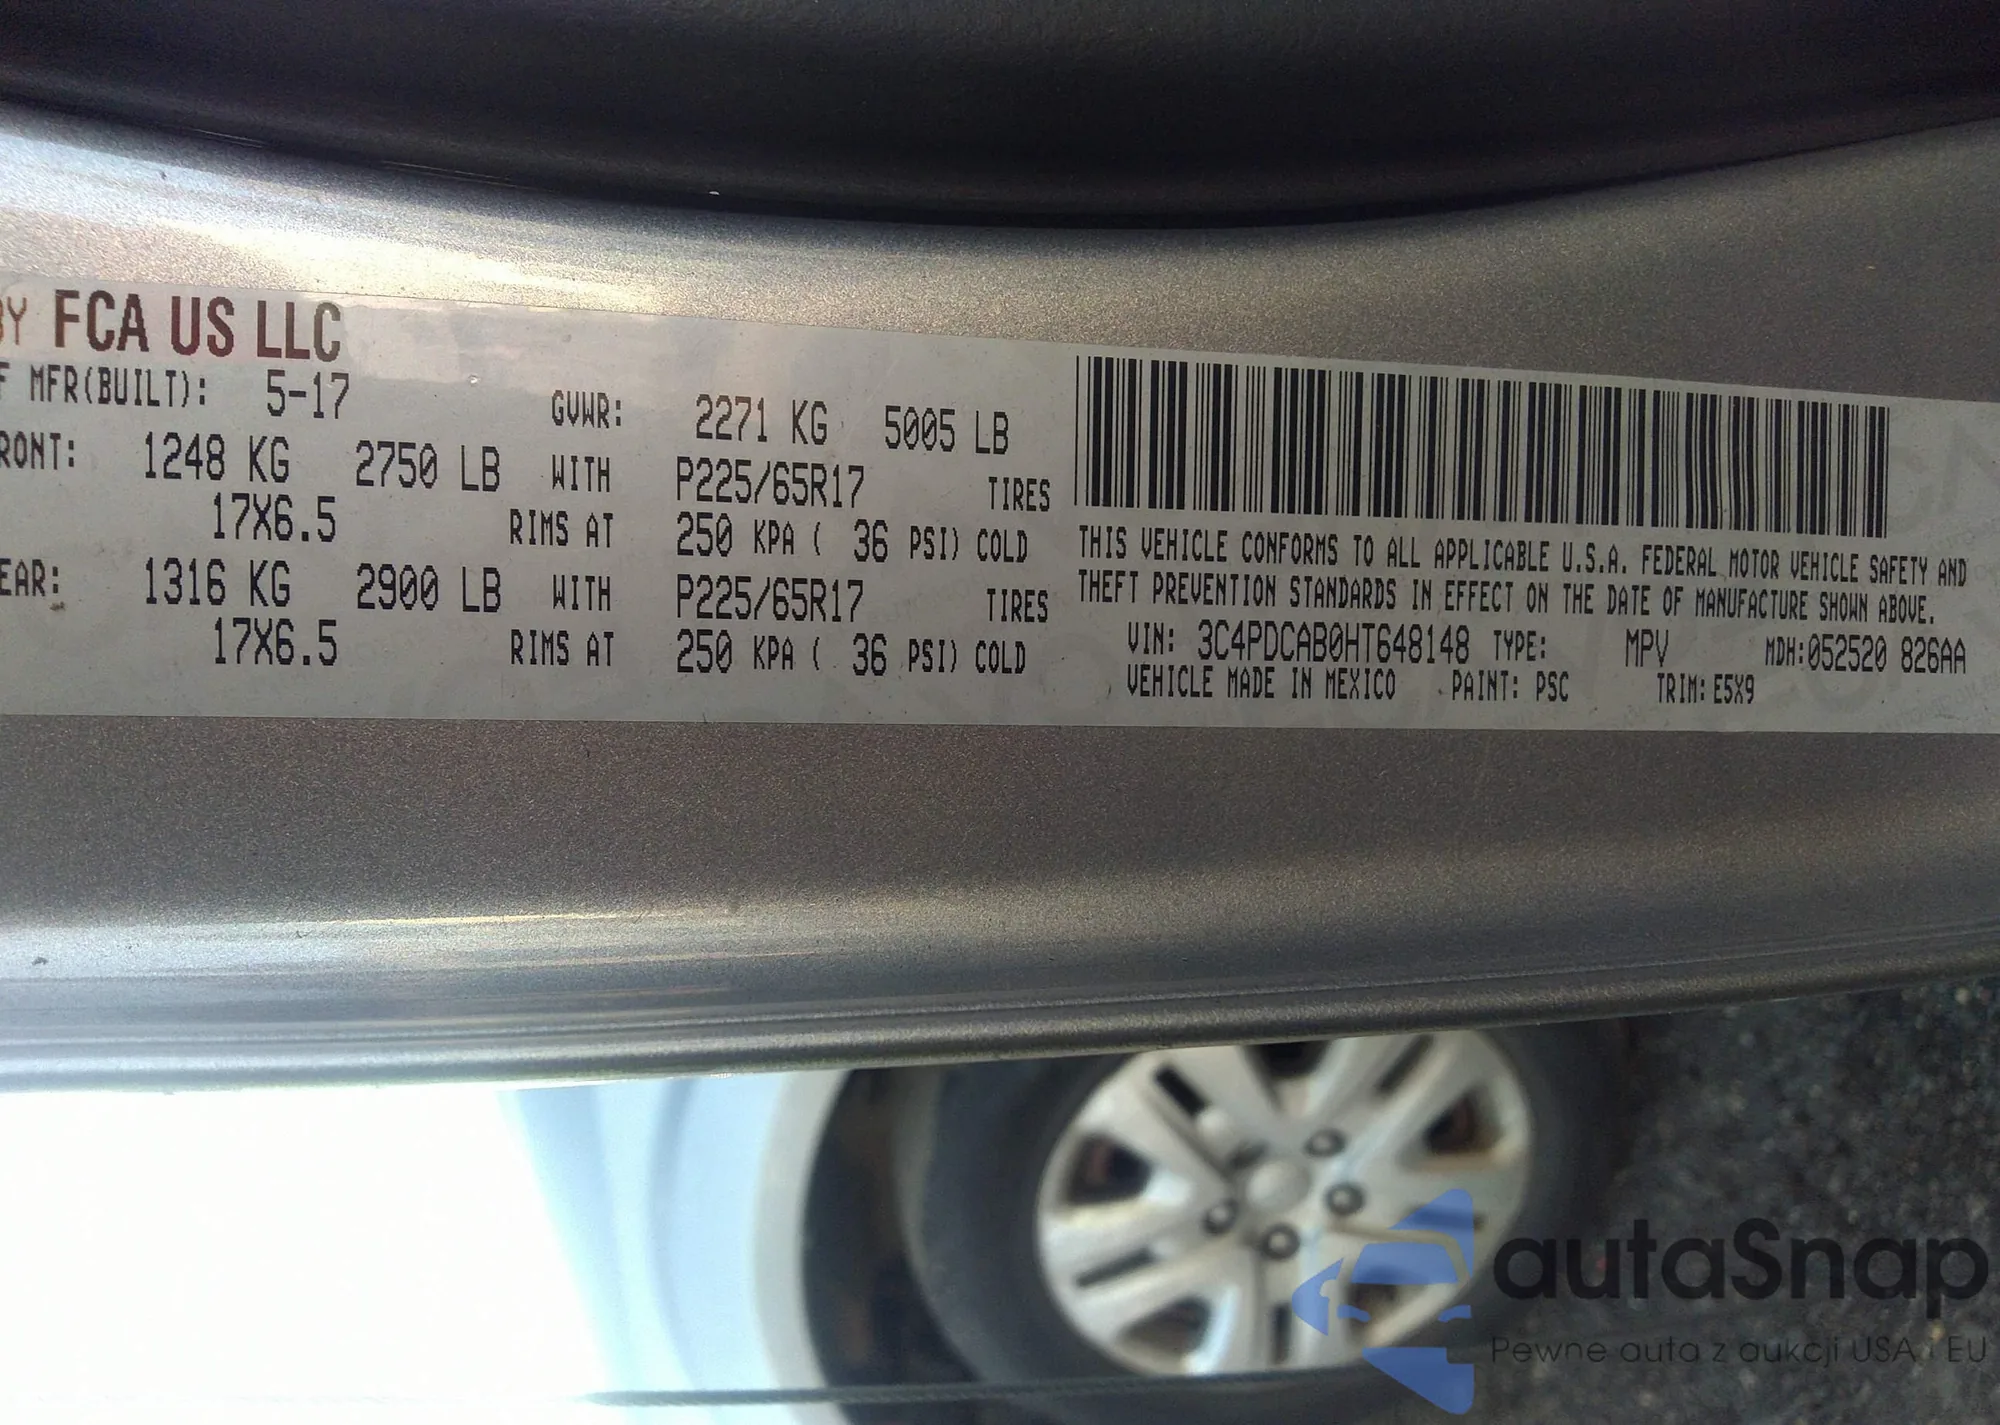 BY FCA US LLC
F MFR(BUILT): 5-17 GVWR: 2271 KG 5005 LB
RONT: 1248 KG 2750 LB WITH P225/65R17 TIRES
17X6.5 RIMS AT 250 KPA ( 36 PSI) COLD
EAR: 1316 KG 2900 LB WITH P225/65R17 TIRES
17X6.5 RIMS AT 250 KPA ( 36 PSI) COLD
THIS VEHICLE CONFORMS TO ALL APPLICABLE U.S.A. FEDERAL MOTOR VEHICLE SAFETY AND
THEFT PREVENTION STANDARDS IN EFFECT ON THE DATE OF MANUFACTURE SHOWN ABOVE.
VIN: 3C4PDCAB0HT648148 TYPE: MPV MDH:052520 826AA
VEHICLE MADE IN MEXICO PAINT: PSC TRIM: E5X9
autaSnap
Pewne auta z aukcji USA i EU